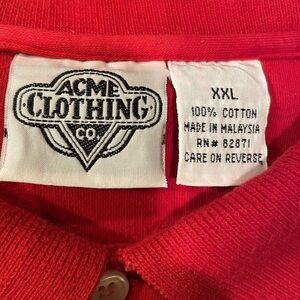 ACME
CLOTHING
CO
XXL
100% COTTON
MADE IN MALAYSIA
RN# 82871
CARE ON REVERSE